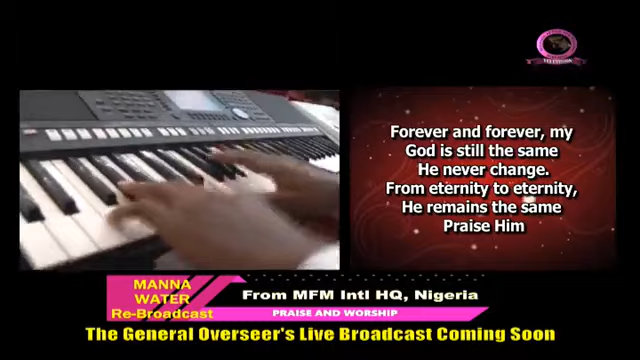 Forever and forever, my
God is still the same
He never change.
From eternity to eternity,
He remains the same
Praise Him
MANNA
WATER
Re-Broadcast
From MFM Intl HQ, Nigeria
PRAISE AND WORSHIP
The General Overseer's Live Broadcast Coming Soon